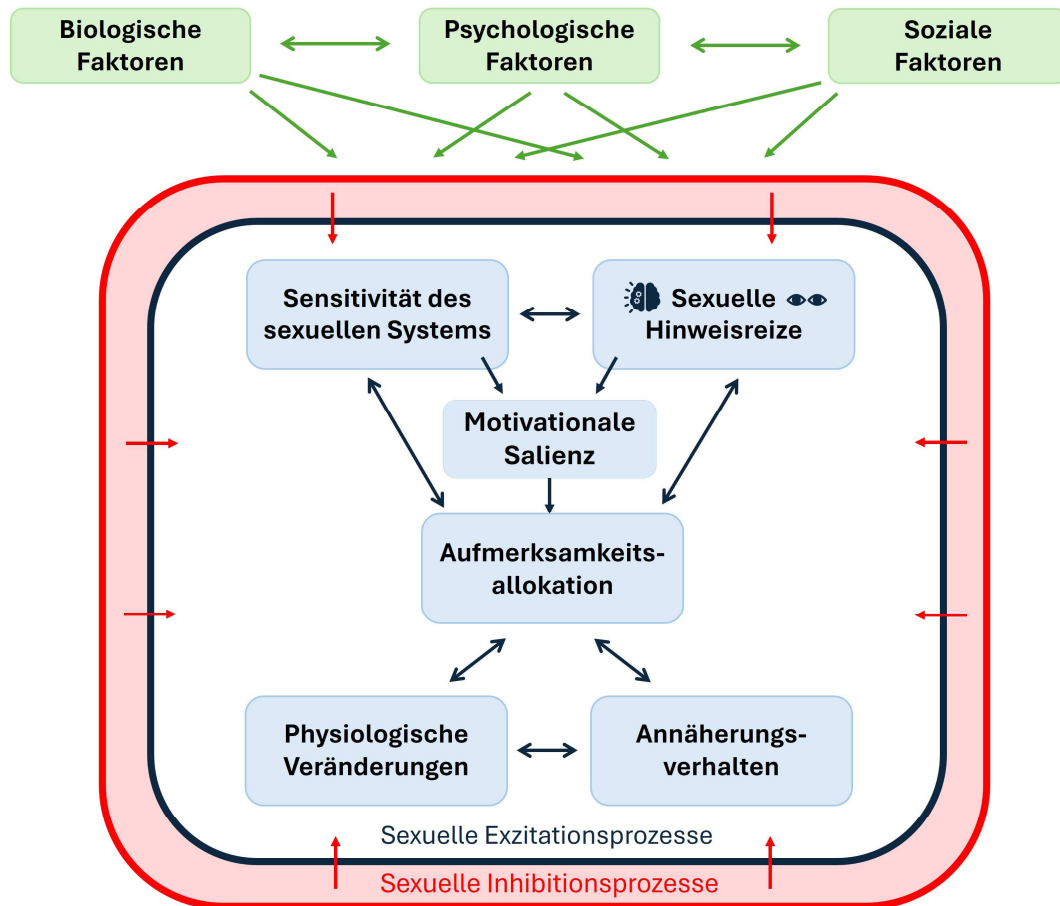 Biologische
Faktoren
Psychologische
Faktoren
Soziale
Faktoren
Sensitivität des
sexuellen Systems
Sexuelle
Hinweisreize
Motivationale
Salienz
Aufmerksamkeits-
allokation
Physiologische
Veränderungen
Annäherungs-
verhalten
Sexuelle Exzitationsprozesse
Sexuelle Inhibitionsprozesse